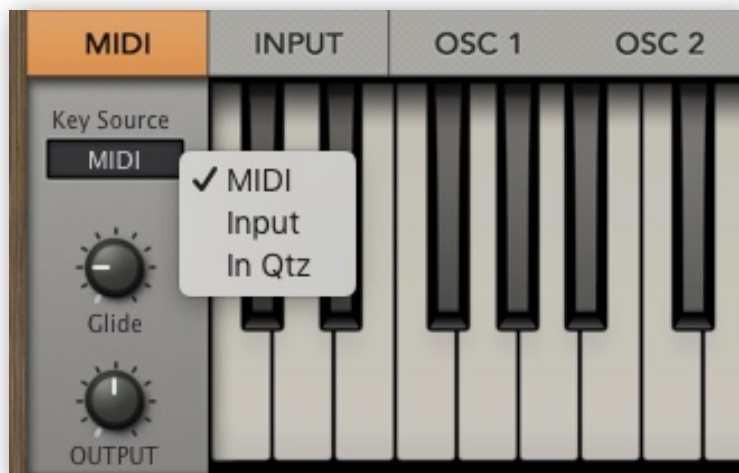 MIDI INPUT OSC 1 OSC 2
Key Source
MIDI
✓ MIDI
Input
In Qtz
Glide
OUTPUT